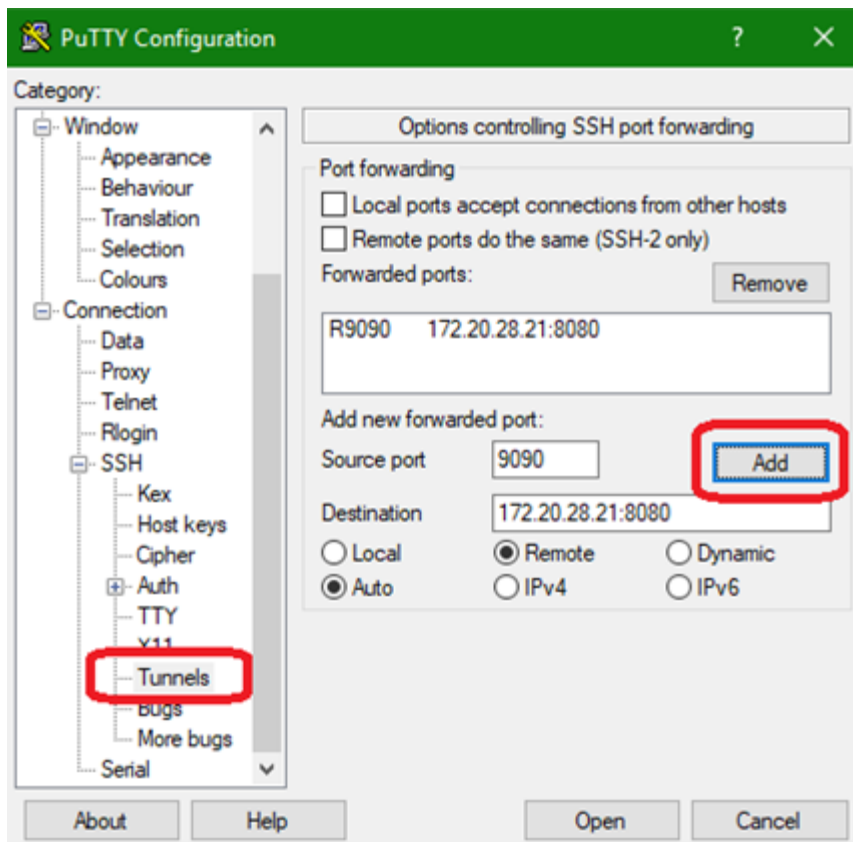 PuTTY Configuration ? ×
Category:
Window
Appearance
Behaviour
Translation
Selection
Colours
Connection
Data
Proxy
Telnet
Rlogin
SSH
Kex
Host keys
Cipher
Auth
TTY
X11
Tunnels
Bugs
More bugs
Serial
Options controlling SSH port forwarding
Port forwarding
Local ports accept connections from other hosts
Remote ports do the same (SSH-2 only)
Forwarded ports: Remove
R9090 172.20.28.21:8080
Add new forwarded port:
Source port 9090 Add
Destination 172.20.28.21:8080
Local Remote Dynamic
Auto IPv4 IPv6
About Help Open Cancel